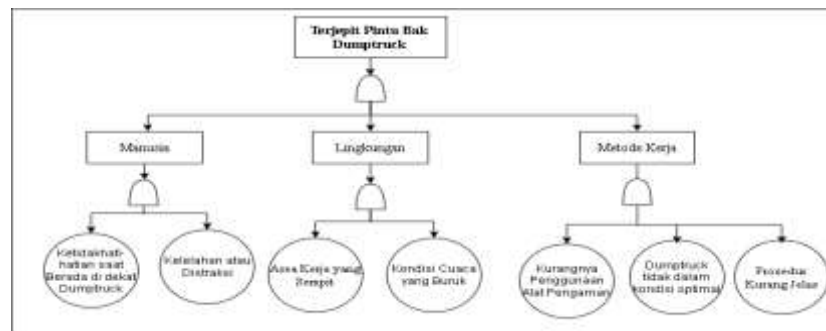 Terjepit Pintu Bak
Dumptruck
Manusia
Lingkungan
Metode Kerja
Ketidakhati-
hatian saat
Berada di dekat
Dumptruck
Kelelahan atau
Distraksi
Area Kerja yang
Sempit
Kondisi Cuaca
yang Buruk
Kurangnya
Penggunaan
Alat Pengaman
Dumptruck
tidak dalam
kondisi optimal
Prosedur
Kurang Jelas